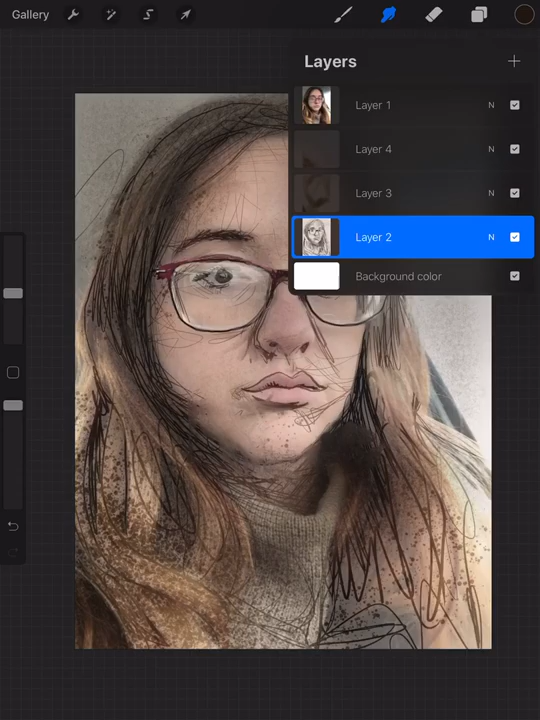 Gallery
Layers
Layer 1 N
Layer 4 N
Layer 3 N
Layer 2 N
Background color